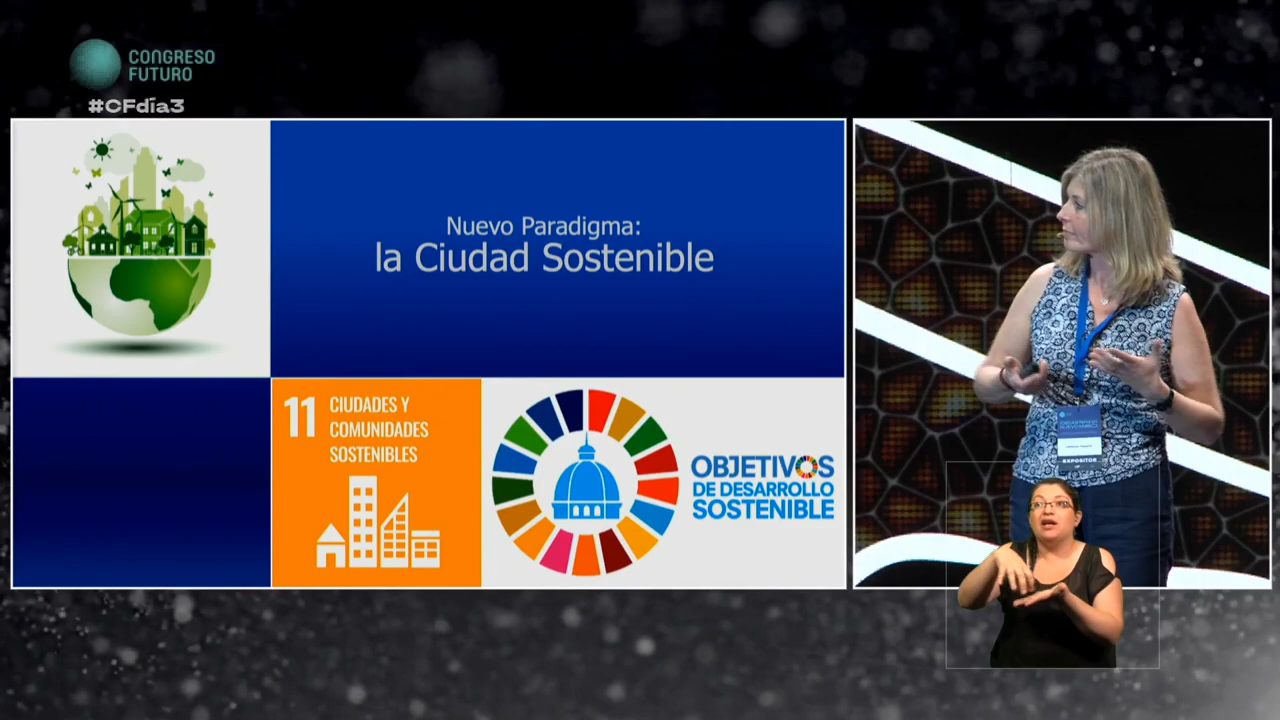 CONGRESO
FUTURO
#CFdía3
Nuevo Paradigma:
la Ciudad Sostenible
11
CIUDADES Y
COMUNIDADES
SOSTENIBLES
OBJETIVOS
DE DESARROLLO
SOSTENIBLE
EXPOSITOR